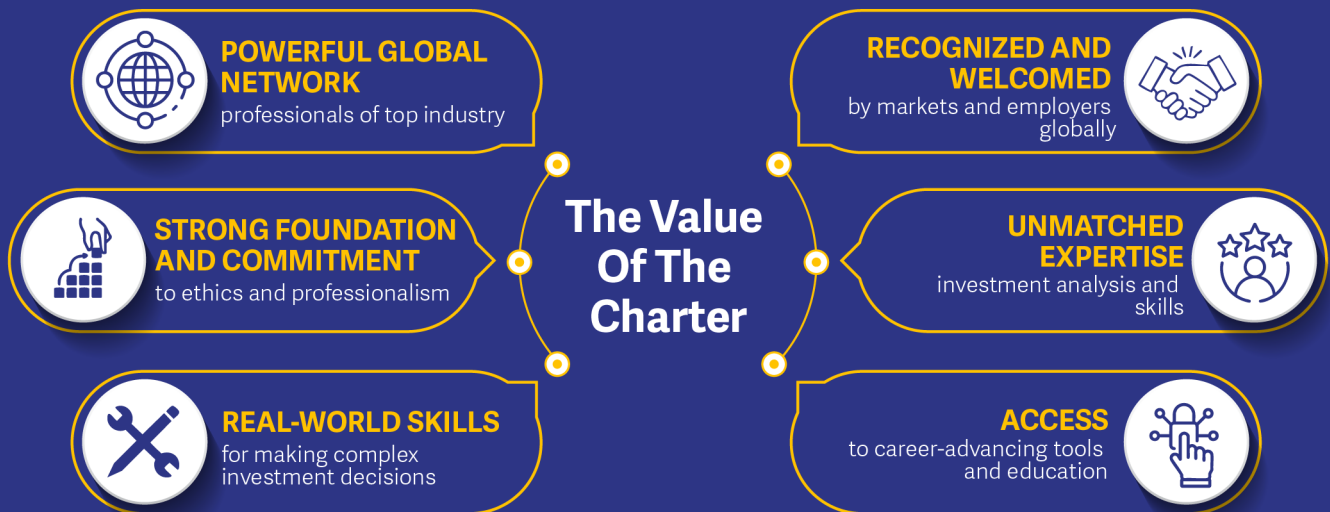 POWERFUL GLOBAL
NETWORK
professionals of top industry
STRONG FOUNDATION
AND COMMITMENT
to ethics and professionalism
REAL-WORLD SKILLS
for making complex
investment decisions
The Value
Of The
Charter
RECOGNIZED AND
WELCOMED
by markets and employers
globally
UNMATCHED
EXPERTISE
investment analysis and
skills
ACCESS
to career-advancing tools
and education